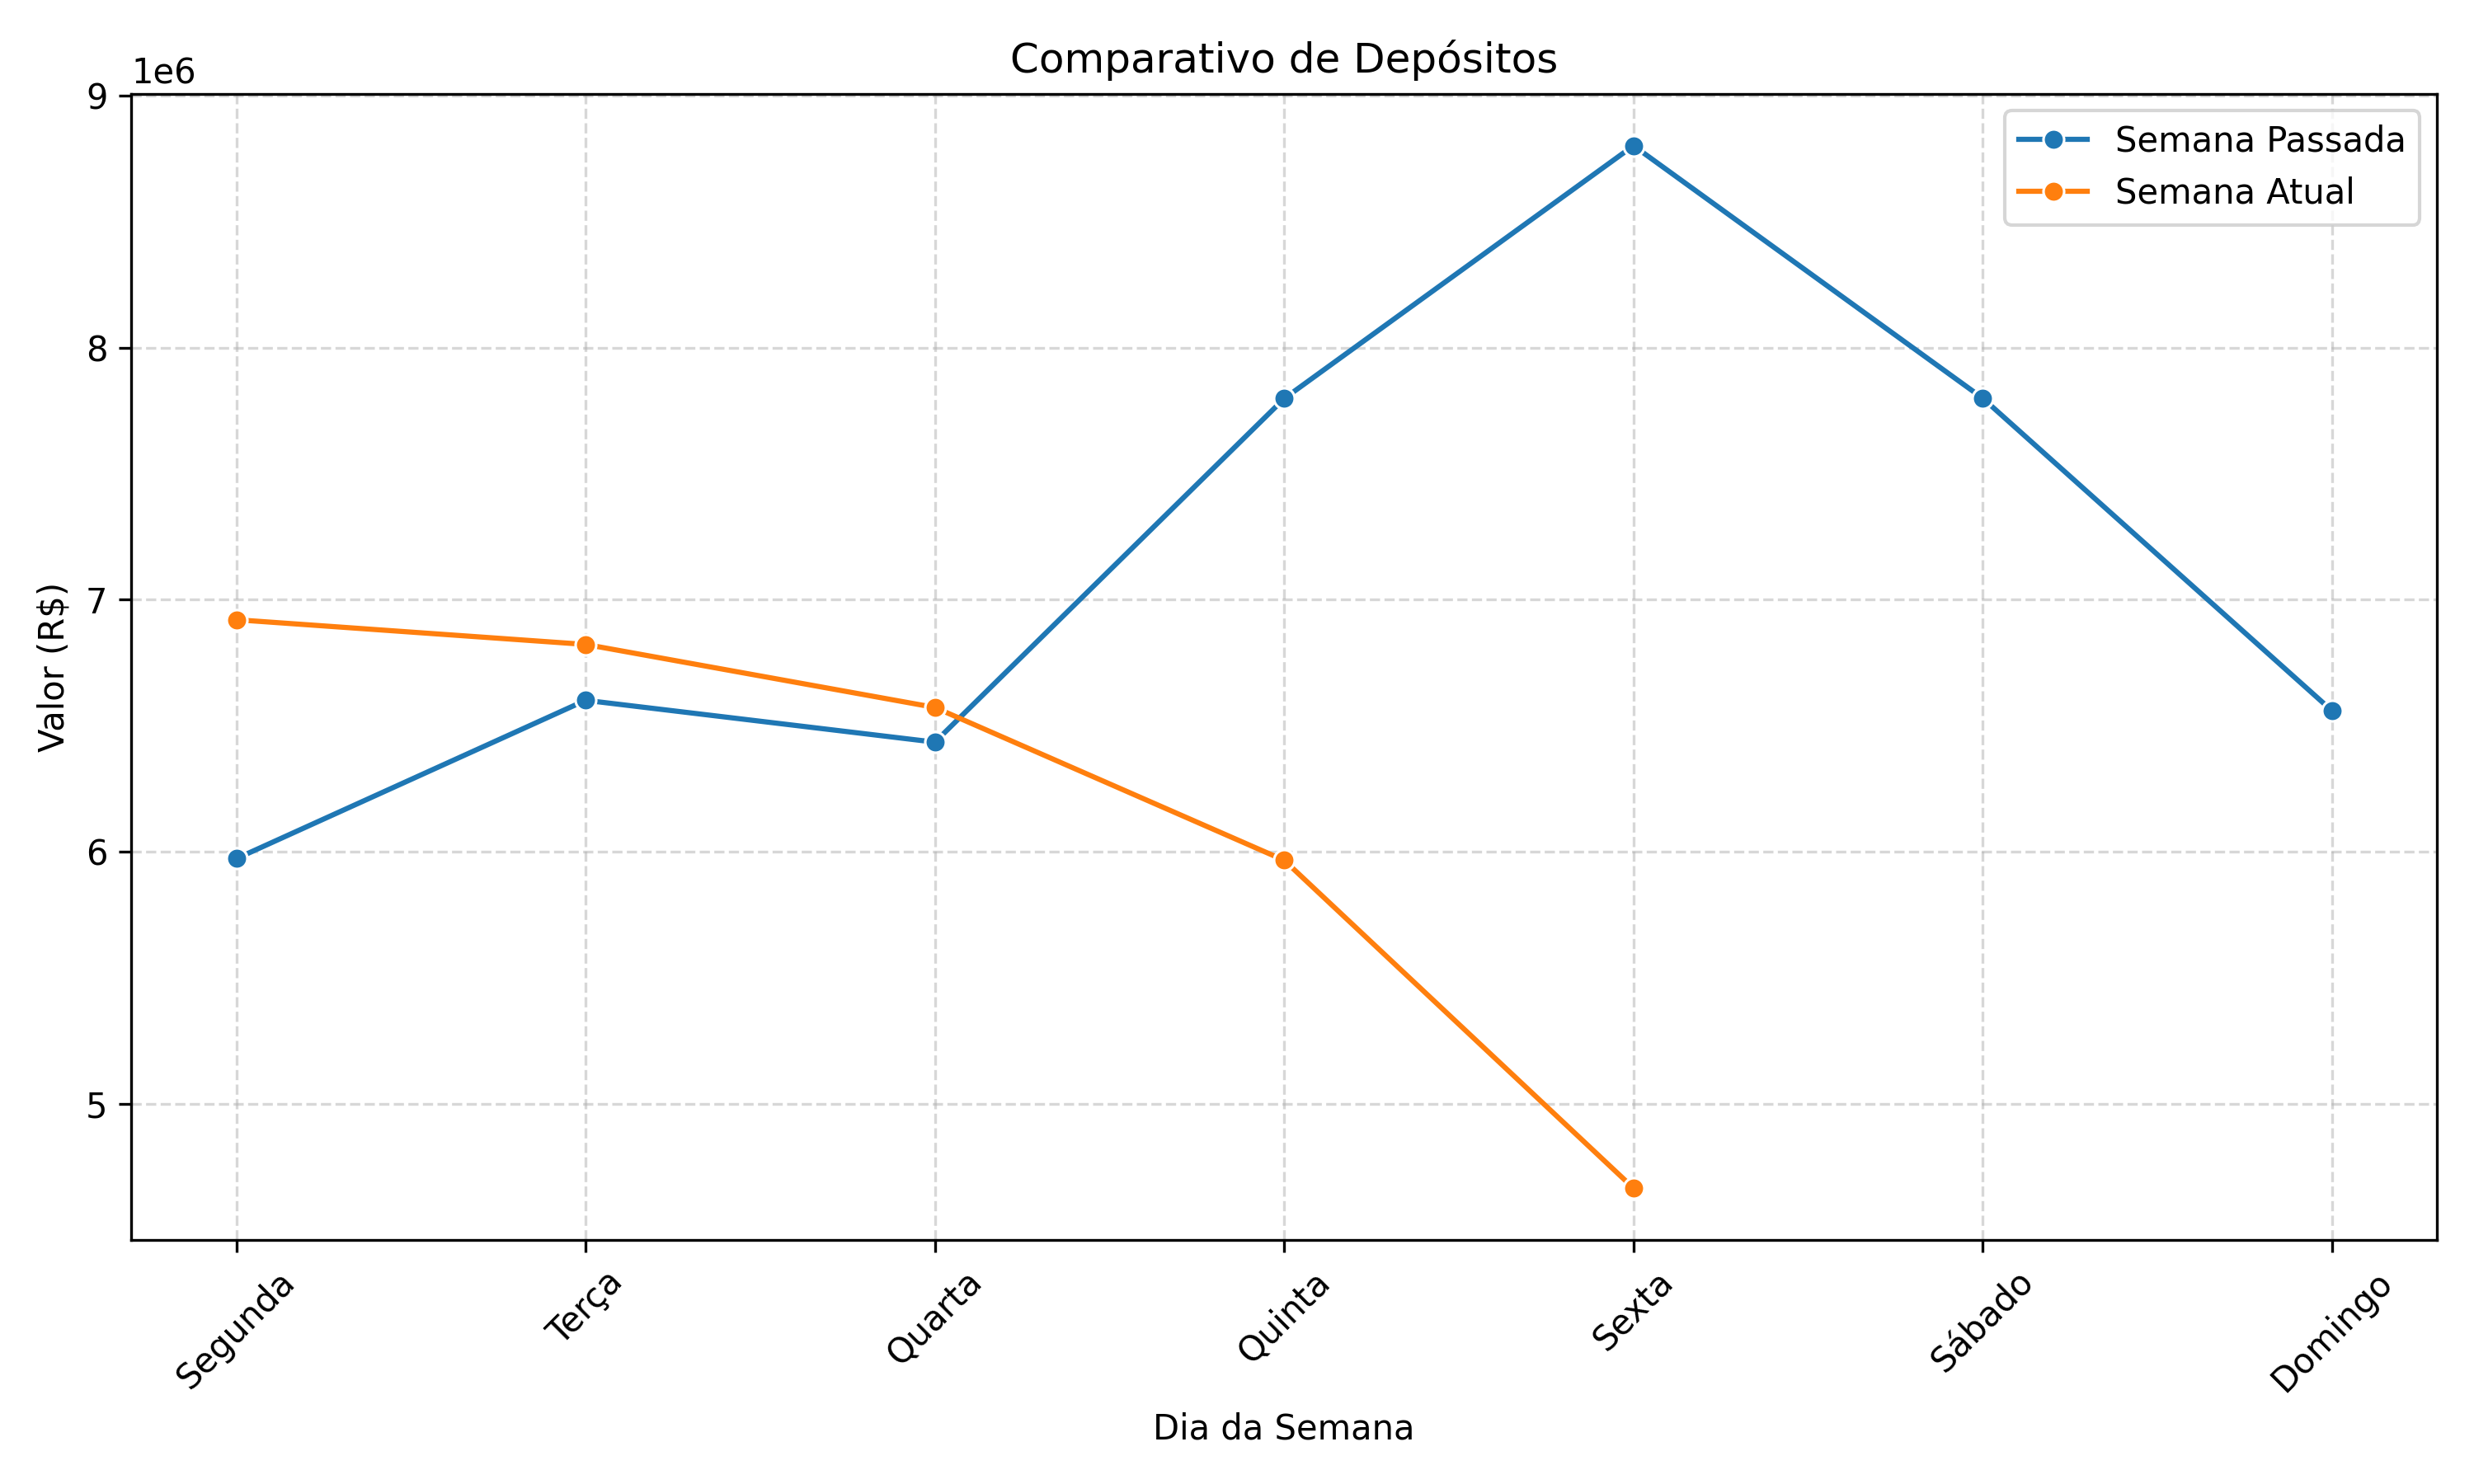 Comparativo de Depósitos
1e6
9
8
7
6
5
Valor (R$)
Semana Passada
Semana Atual
Segunda
Terça
Quarta
Quinta
Sexta
Sábado
Domingo
Dia da Semana